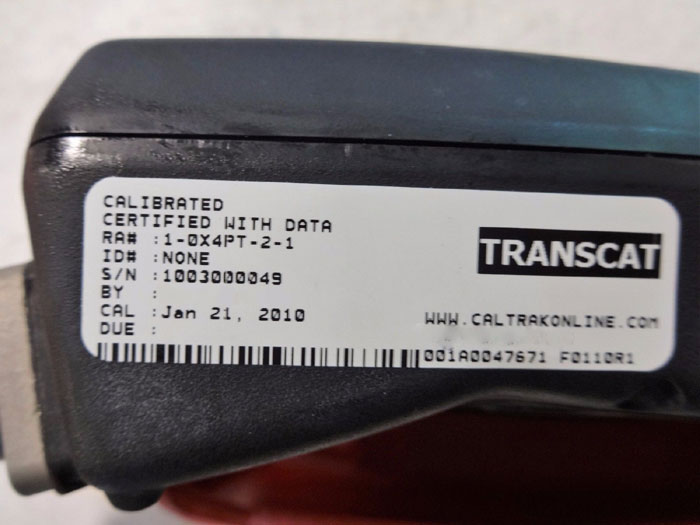 CALIBRATED
CERTIFIED WITH DATA
RA# :1-0X4PT-2-1
ID# :NONE
S/N :1003000049
BY :
CAL :Jan 21, 2010
DUE :
TRANSCAT
WWW.CALTRAKONLINE.COM
001A0047671 F0110R1